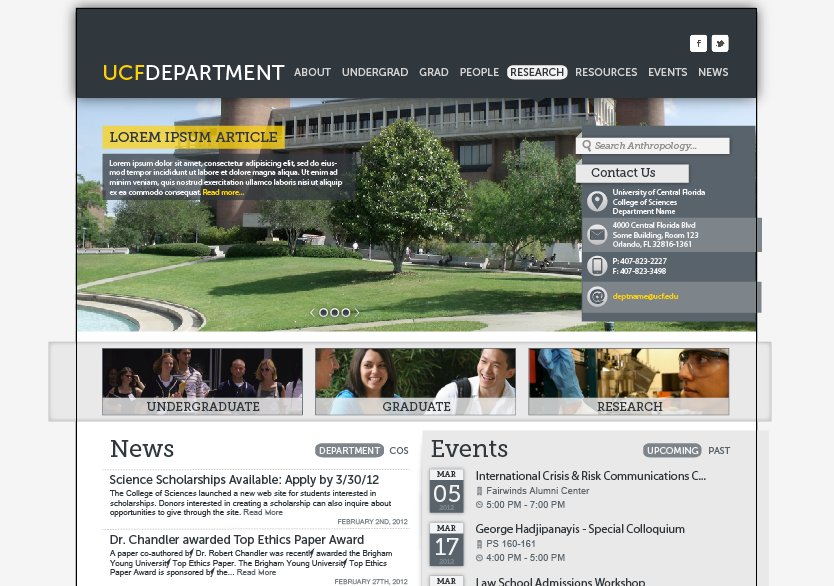 UCFDEPARTMENT
ABOUT UNDERGRAD GRAD PEOPLE RESEARCH RESOURCES EVENTS NEWS
LOREM IPSUM ARTICLE
Lorem ipsum dolor sit amet, consectetur adipisicing elit, sed do eius-
mod tempor incididunt ut labore et dolore magna aliqua. Ut enim ad
minim veniam, quis nostrud exercitation ullamco laboris nisi ut aliquip
ex ea commodo consequat. Read more...
Search Anthropology...
Contact Us
University of Central Florida
College of Sciences
Department Name
4000 Central Florida Blvd
Some Building, Room 123
Orlando, FL 32816-1361
P: 407-823-2227
F: 407-823-3498
deptname@ucf.edu
UNDERGRADUATE
GRADUATE
RESEARCH
News
DEPARTMENT COS
Science Scholarships Available: Apply by 3/30/12
The College of Sciences launched a new web site for students interested in
scholarships. Donors interested in creating a scholarship can also inquire about
opportunities to give through the site. Read More
FEBRUARY 2ND, 2012
Dr. Chandler awarded Top Ethics Paper Award
A paper co-authored by Dr. Robert Chandler was recently awarded the Brigham
Young University Top Ethics Paper. The Brigham Young University Top Ethics
Paper Award is sponsored by the... Read More
FEBRUARY 27TH, 2012
Events
UPCOMING PAST
MAR
05
2012
International Crisis & Risk Communications C...
Fairwinds Alumni Center
5:00 PM - 7:00 PM
MAR
17
2012
George Hadjipanayis - Special Colloquium
PS 160-161
4:00 PM - 5:00 PM
MAR
Law School Admissions Workshop